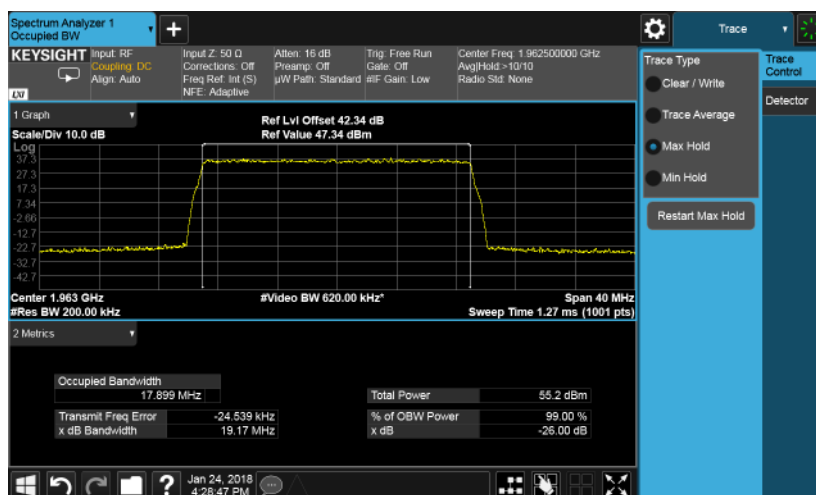 Spectrum Analyzer 1
Occupied BW
Trace
KEYSIGHT
LXI
Input: RF
Coupling: DC
Align: Auto
Input Z: 50 Ω
Corrections: Off
Freq Ref: Int (S)
NFE: Adaptive
Atten: 16 dB
Preamp: Off
µW Path: Standard
Trig: Free Run
Gate: Off
#IF Gain: Low
Center Freq: 1.962500000 GHz
Avg|Hold:>10/10
Radio Std: None
1 Graph
Scale/Div 10.0 dB
Ref Lvl Offset 42.34 dB
Ref Value 47.34 dBm
Log
37.3
27.3
17.3
7.34
-2.66
-12.7
-22.7
-32.7
-42.7
Center 1.963 GHz
#Res BW 200.00 kHz
#Video BW 620.00 kHz*
Span 40 MHz
Sweep Time 1.27 ms (1001 pts)
2 Metrics
Occupied Bandwidth
17.899 MHz
Total Power 55.2 dBm
Transmit Freq Error -24.539 kHz
% of OBW Power 99.00 %
x dB Bandwidth 19.17 MHz
x dB -26.00 dB
Jan 24, 2018
4:28:47 PM
Trace Type
Clear / Write
Trace Average
Max Hold
Min Hold
Restart Max Hold
Trace
Control
Detector